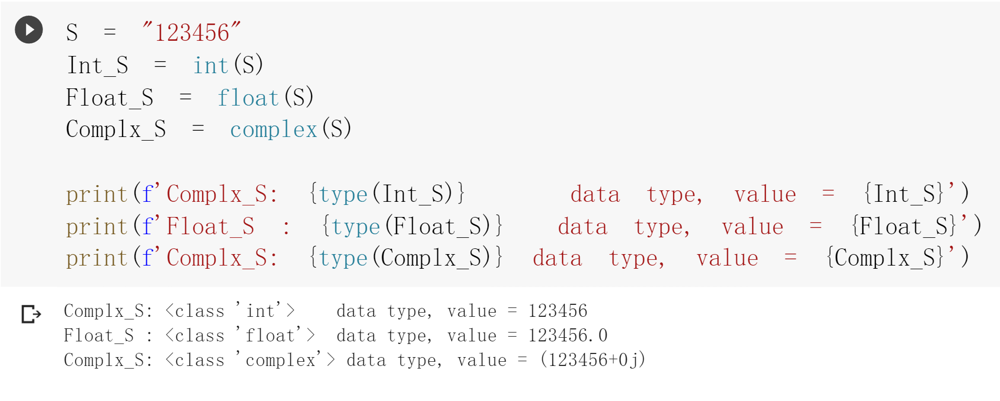 S = "123456"
Int_S = int(S)
Float_S = float(S)
Complx_S = complex(S)
print(f'Complx_S: {type(Int_S)}    data type, value = {Int_S}')
print(f'Float_S : {type(Float_S)}  data type, value = {Float_S}')
print(f'Complx_S: {type(Complx_S)} data type, value = {Complx_S}')
Complx_S: <class 'int'>    data type, value = 123456
Float_S : <class 'float'>  data type, value = 123456.0
Complx_S: <class 'complex'> data type, value = (123456+0j)